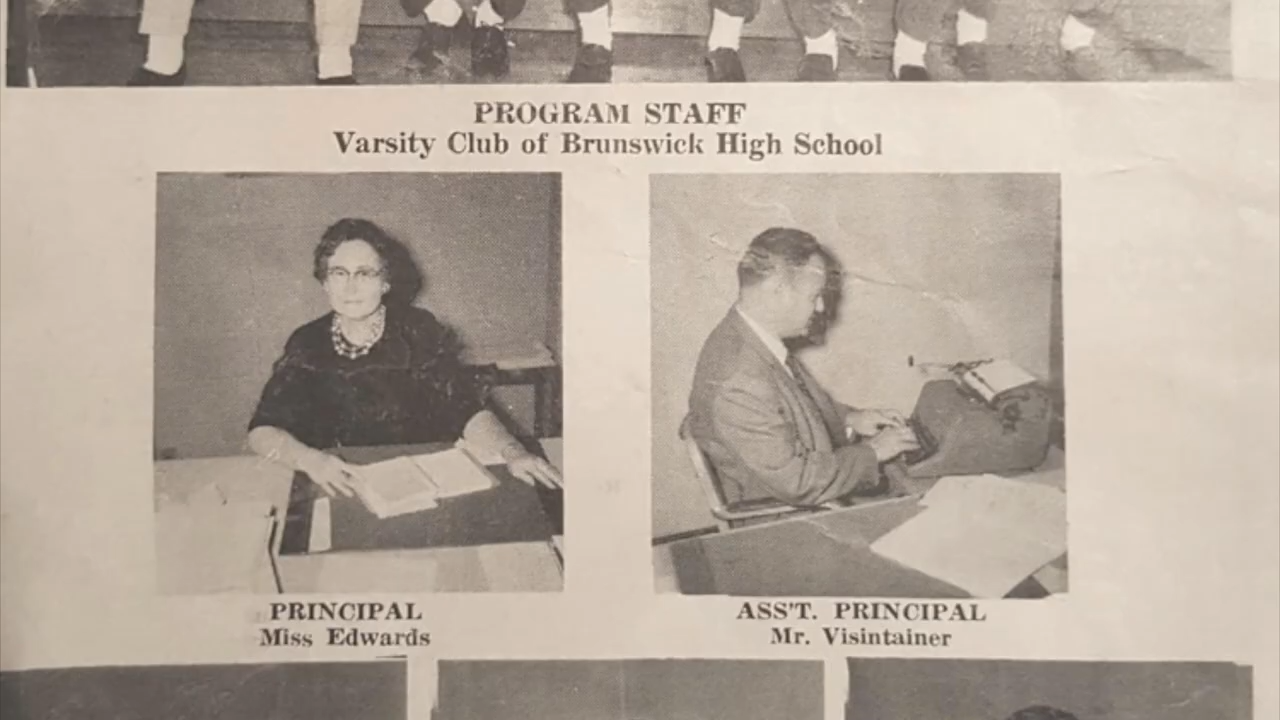 PROGRAM STAFF
Varsity Club of Brunswick High School
PRINCIPAL
Miss Edwards
ASS'T. PRINCIPAL
Mr. Visintainer